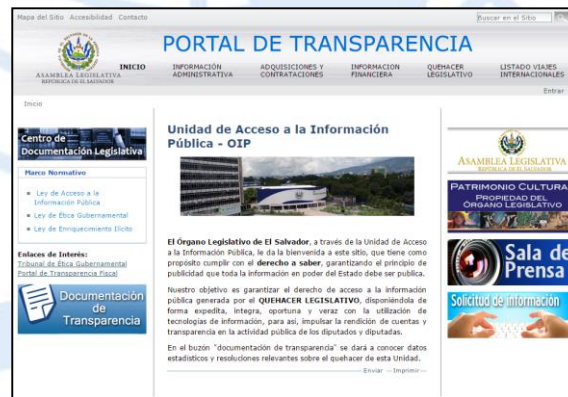 Mapa del Sitio Accesibilidad Contacto
Buscar en el Sitio
PORTAL DE TRANSPARENCIA
ASAMBLEA LEGISLATIVA
REPÚBLICA DE EL SALVADOR
INICIO
INFORMACIÓN
ADMINISTRATIVA
ADQUISICIONES Y
CONTRATACIONES
INFORMACION
FINANCIERA
QUEHACER
LEGISLATIVO
LISTADO VIAJES
INTERNACIONALES
Entrar
Inicio
Centro de
Documentación Legislativa
Marco Normativo
Ley de Acceso a la
Información Pública
Ley de Ética Gubernamental
Ley de Enriquecimiento Ilícito
Enlaces de Interés:
Tribunal de Ética Gubernamental
Portal de Transparencia Fiscal
Documentación
de
Transparencia
Unidad de Acceso a la Información
Pública - OIP
El Órgano Legislativo de El Salvador, a través de la Unidad de Acceso
a la Información Pública, le da la bienvenida a este sitio, que tiene como
propósito cumplir con el derecho a saber, garantizando el principio de
publicidad que toda la información en poder del Estado debe ser publica.
Nuestro objetivo es garantizar el derecho de acceso a la información
pública generada por el QUEHACER LEGISLATIVO, disponiéndola de
forma expedita, integra, oportuna y veraz con la utilización de
tecnologías de información, para así, impulsar la rendición de cuentas y
transparencia en la actividad pública de los diputados y diputadas.
En el buzón "documentación de transparencia" se dará a conocer datos
estadísticos y resoluciones relevantes sobre el quehacer de esta Unidad.
Enviar — Imprimir
ASAMBLEA LEGISLATIVA
REPÚBLICA DE EL SALVADOR
PATRIMONIO CULTURAL
PROPIEDAD DEL
ÓRGANO LEGISLATIVO
Sala de
Prensa
Solicitud de información